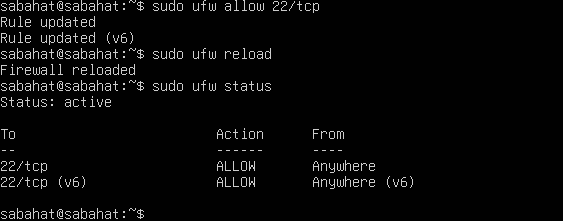 sabahat@sabahat:~$ sudo ufw allow 22/tcp
Rule updated
Rule updated (v6)
sabahat@sabahat:~$ sudo ufw reload
Firewall reloaded
sabahat@sabahat:~$ sudo ufw status
Status: active
To                         Action      From
--                         ------      ----
22/tcp                     ALLOW       Anywhere
22/tcp (v6)                ALLOW       Anywhere (v6)
sabahat@sabahat:~$